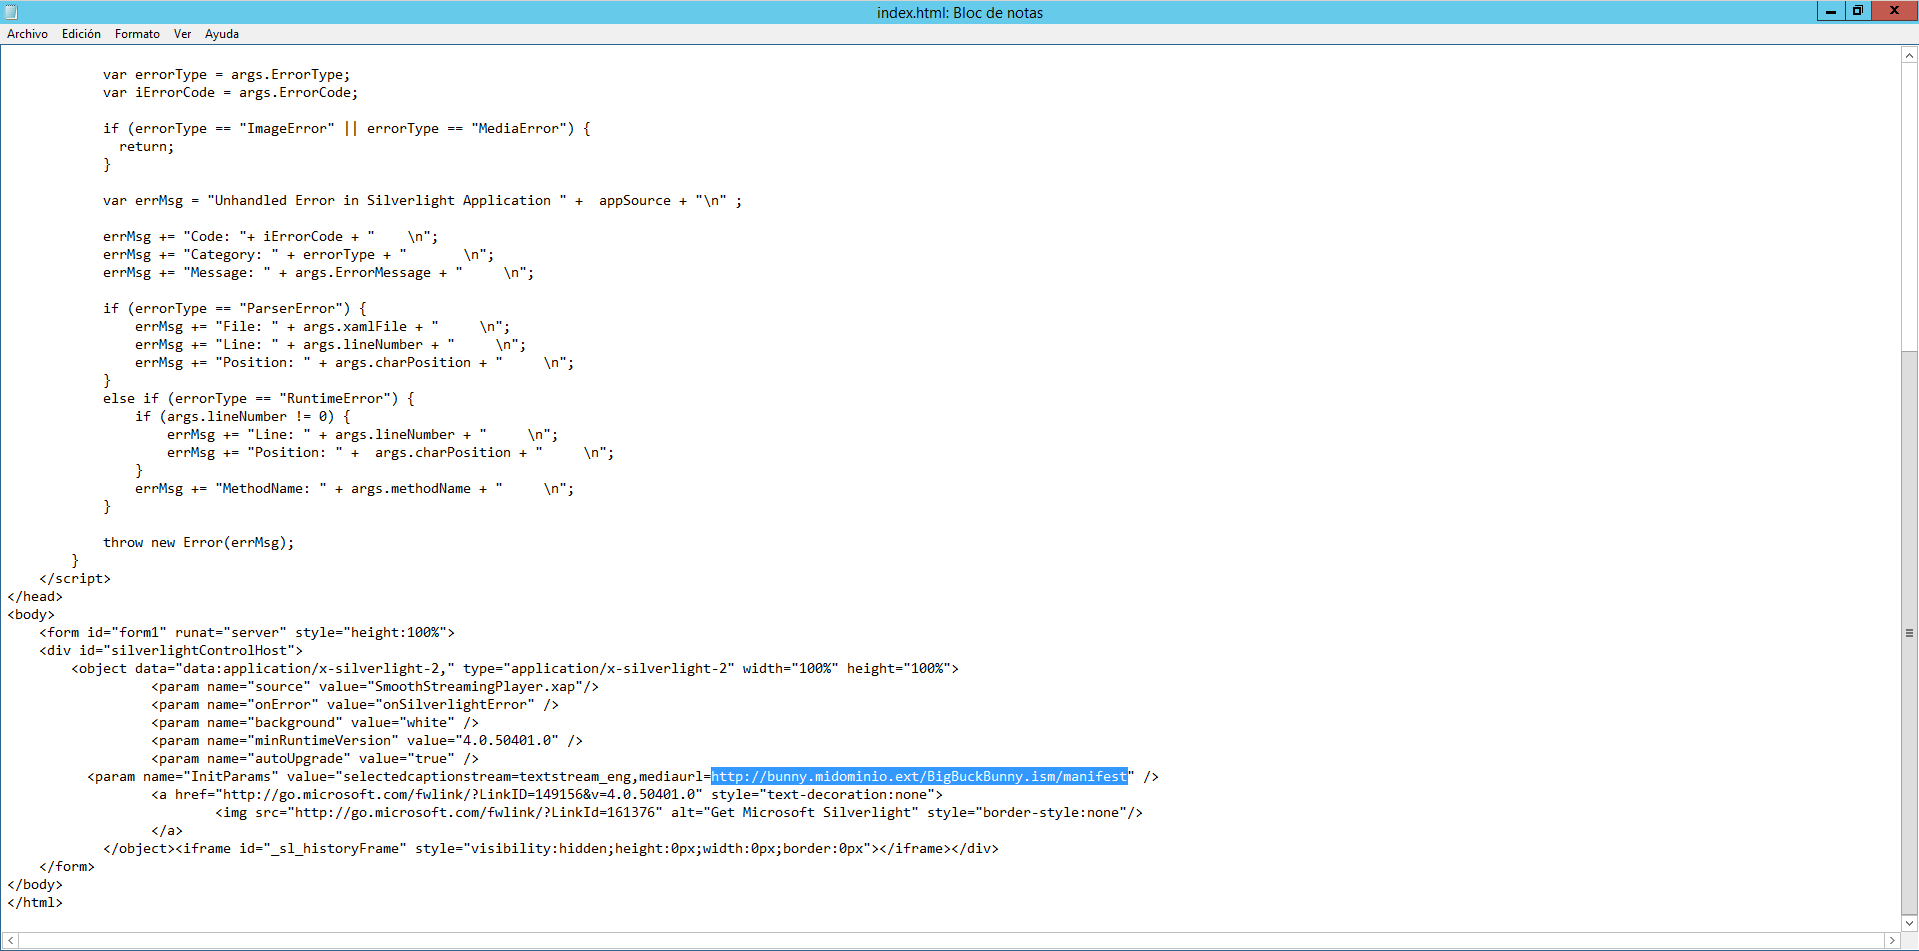 index.html: Bloc de notas
Archivo Edición Formato Ver Ayuda
var errorType = args.ErrorType;
var iErrorCode = args.ErrorCode;
if (errorType == "ImageError" || errorType == "MediaError") {
return;
}
var errMsg = "Unhandled Error in Silverlight Application " +  appSource + "\n" ;
errMsg += "Code: "+ iErrorCode + "    \n";
errMsg += "Category: " + errorType + "       \n";
errMsg += "Message: " + args.ErrorMessage + "     \n";
if (errorType == "ParserError") {
errMsg += "File: " + args.xamlFile + "     \n";
errMsg += "Line: " + args.lineNumber + "     \n";
errMsg += "Position: " + args.charPosition + "     \n";
}
else if (errorType == "RuntimeError") {
if (args.lineNumber != 0) {
errMsg += "Line: " + args.lineNumber + "     \n";
errMsg += "Position: " +  args.charPosition + "     \n";
}
errMsg += "MethodName: " + args.methodName + "     \n";
}
throw new Error(errMsg);
}
</script>
</head>
<body>
<form id="form1" runat="server" style="height:100%">
<div id="silverlightControlHost">
<object data="data:application/x-silverlight-2," type="application/x-silverlight-2" width="100%" height="100%">
<param name="source" value="SmoothStreamingPlayer.xap"/>
<param name="onError" value="onSilverlightError" />
<param name="background" value="white" />
<param name="minRuntimeVersion" value="4.0.50401.0" />
<param name="autoUpgrade" value="true" />
<param name="InitParams" value="selectedcaptionstream=textstream_eng,mediaurl=http://bunny.midominio.ext/BigBuckBunny.ism/manifest" />
<a href="http://go.microsoft.com/fwlink/?LinkID=149156&v=4.0.50401.0" style="text-decoration:none">
<img src="http://go.microsoft.com/fwlink/?LinkId=161376" alt="Get Microsoft Silverlight" style="border-style:none"/>
</a>
</object><iframe id="_sl_historyFrame" style="visibility:hidden;height:0px;width:0px;border:0px"></iframe></div>
</form>
</body>
</html>